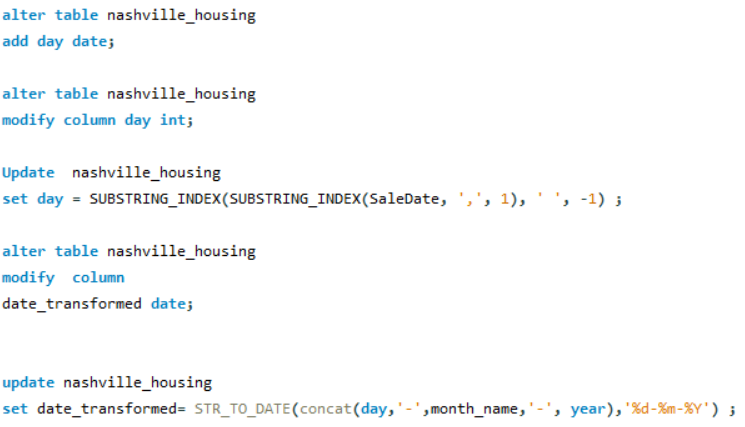 alter table nashville_housing
add day date;
alter table nashville_housing
modify column day int;
Update  nashville_housing
set day = SUBSTRING_INDEX(SUBSTRING_INDEX(SaleDate, ',', 1), ' ', -1) ;
alter table nashville_housing
modify  column
date_transformed date;
update nashville_housing
set date_transformed= STR_TO_DATE(concat(day,'-',month_name,'-', year),'%d-%m-%Y') ;